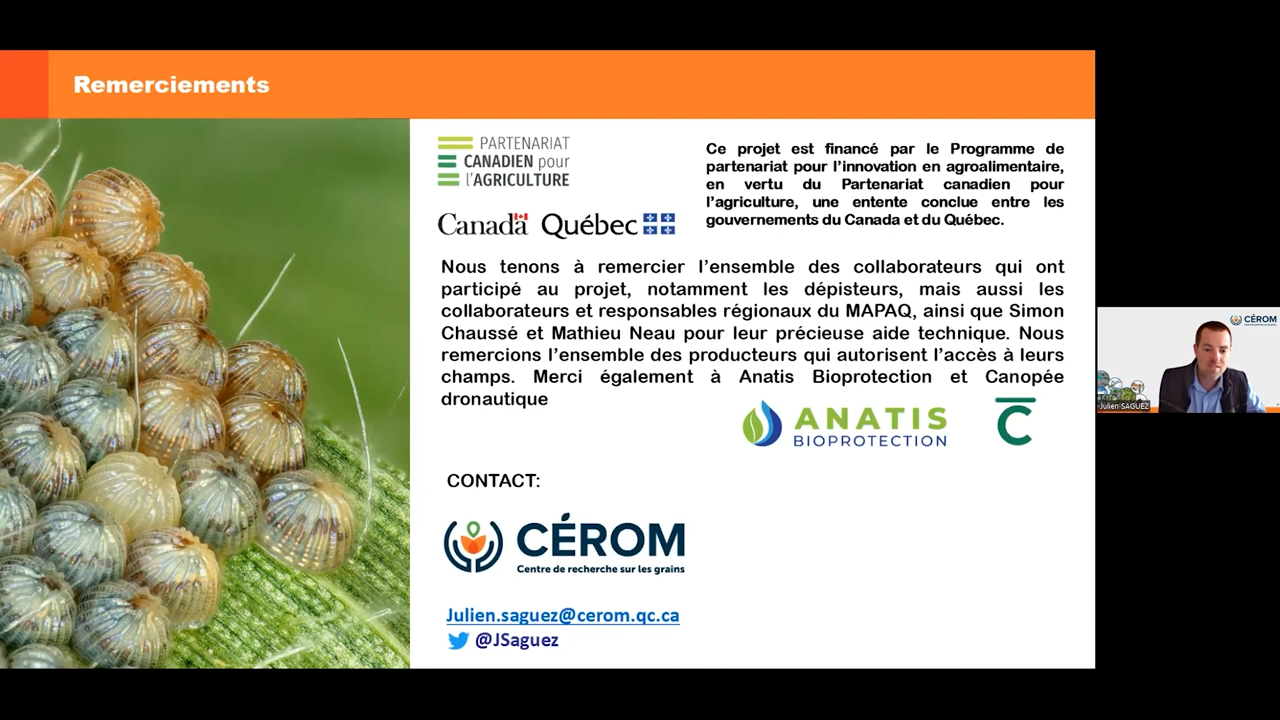 Remerciements
PARTENARIAT
CANADIEN pour
l'AGRICULTURE
Canada Québec
Ce projet est financé par le Programme de
partenariat pour l'innovation en agroalimentaire,
en vertu du Partenariat canadien pour
l'agriculture, une entente conclue entre les
gouvernements du Canada et du Québec.
Nous tenons à remercier l'ensemble des collaborateurs qui ont
participé au projet, notamment les dépisteurs, mais aussi les
collaborateurs et responsables régionaux du MAPAQ, ainsi que Simon
Chaussé et Mathieu Neau pour leur précieuse aide technique. Nous
remercions l'ensemble des producteurs qui autorisent l'accès à leurs
champs. Merci également à Anatis Bioprotection et Canopée
dronautique
ANATIS
BIOPROTECTION
C
CONTACT:
CÉROM
Centre de recherche sur les grains
Julien.saguez@cerom.qc.ca
@JSaguez
CÉROM
Julien SAGUEZ